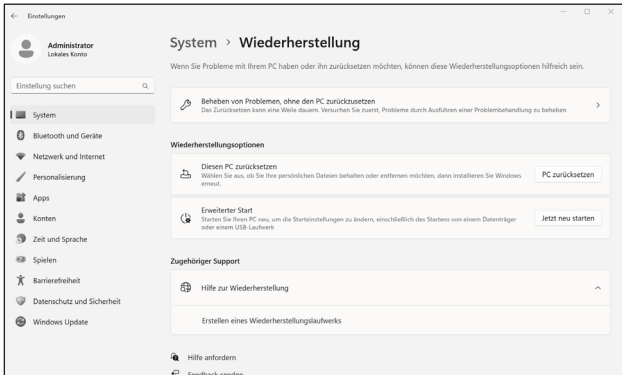 Einstellungen
Administrator
Lokales Konto
Einstellung suchen
System
Bluetooth und Geräte
Netzwerk und Internet
Personalisierung
Apps
Konten
Zeit und Sprache
Spielen
Barrierefreiheit
Datenschutz und Sicherheit
Windows Update
System > Wiederherstellung
Wenn Sie Probleme mit Ihrem PC haben oder ihn zurücksetzen möchten, können diese Wiederherstellungsoptionen hilfreich sein.
Beheben von Problemen, ohne den PC zurückzusetzen
Das Zurücksetzen kann eine Weile dauern. Versuchen Sie zuerst, Probleme durch Ausführen einer Problembehandlung zu beheben
Wiederherstellungsoptionen
Diesen PC zurücksetzen
Wählen Sie aus, ob Sie Ihre persönlichen Dateien behalten oder entfernen möchten, dann installieren Sie Windows
erneut.
PC zurücksetzen
Erweiterter Start
Starten Sie Ihren PC neu, um die Starteinstellungen zu ändern, einschließlich des Startens von einem Datenträger
oder einem USB-Laufwerk
Jetzt neu starten
Zugehöriger Support
Hilfe zur Wiederherstellung
Erstellen eines Wiederherstellungslaufwerks
Hilfe anfordern
Feedback senden